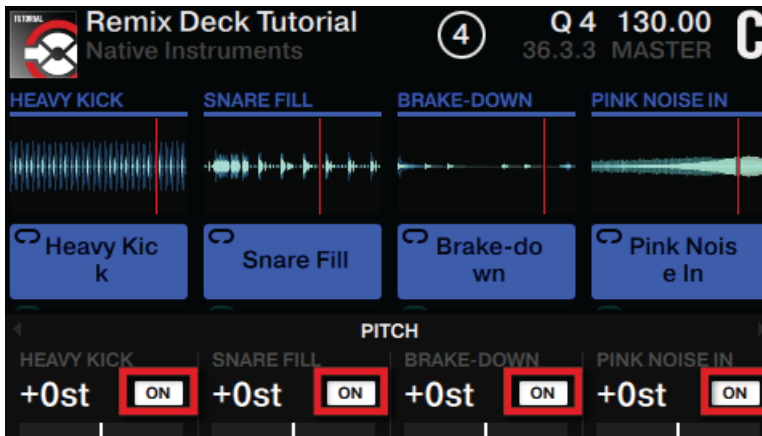 TUTORIAL
Remix Deck Tutorial
Native Instruments
4
Q 4 130.00
36.3.3 MASTER
C
HEAVY KICK SNARE FILL BRAKE-DOWN PINK NOISE IN
Heavy Kic
k
Snare Fill
Brake-do
wn
Pink Nois
e In
PITCH
HEAVY KICK SNARE FILL BRAKE-DOWN PINK NOISE IN
+0st ON +0st ON +0st ON +0st ON